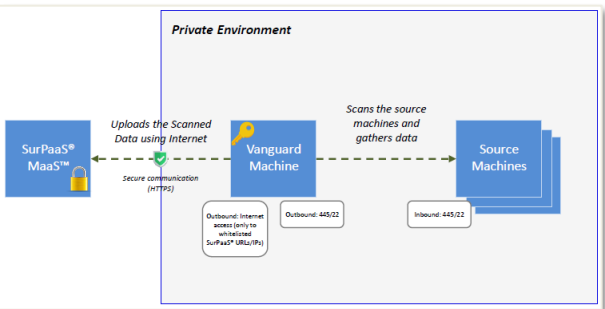 Private Environment
Uploads the Scanned
Data using Internet
Scans the source
machines and
gathers data
SurPaaS®
MaaS™
Vanguard
Machine
Source
Machines
Secure communication
(HTTPS)
Outbound: Internet
access (only to
whitelisted
SurPaaS® URLs/IPs)
Outbound: 445/22
Inbound: 445/22